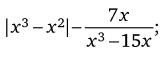 |x³ − x²| − 7x / (x³ − 15x);